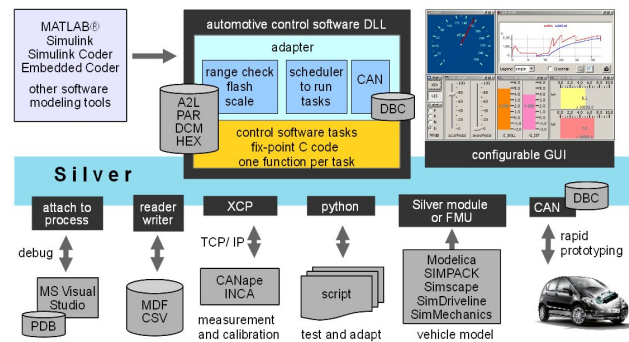 MATLAB®
Simulink
Simulink Coder
Embedded Coder
other software
modeling tools
automotive control software DLL
adapter
range check
flash
scale
scheduler
to run
tasks
CAN
A2L
PAR
DCM
HEX
DBC
control software tasks
fix-point C code
one function per task
configurable GUI
Silver
attach to
process
reader
writer
XCP
python
Silver module
or FMU
CAN
DBC
debug
TCP/ IP
rapid
prototyping
MS Visual
Studio
PDB
MDF
CSV
CANape
INCA
measurement
and calibration
script
test and adapt
Modelica
SIMPACK
Simscape
SimDriveline
SimMechanics
vehicle model